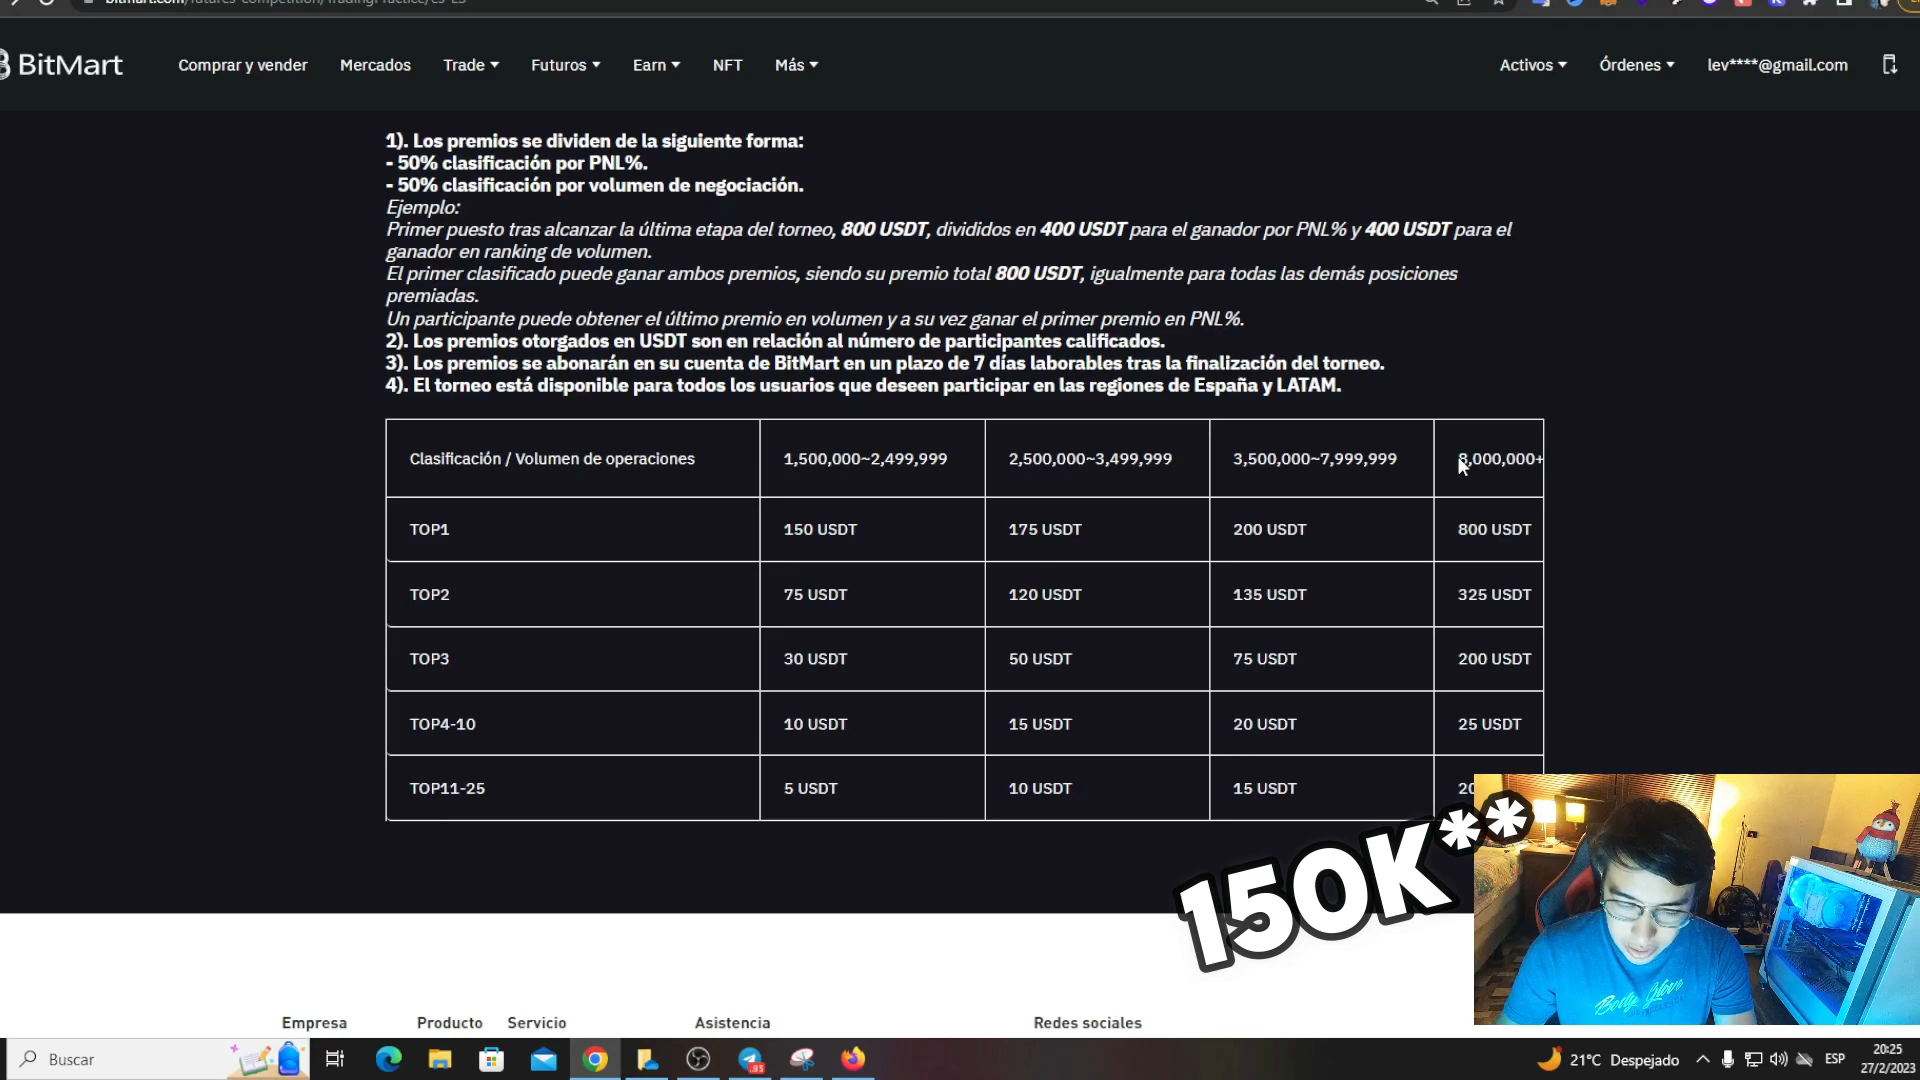 bitmart.com/futures-competition/TradingPractice/es-ES
BitMart
Comprar y vender
Mercados
Trade
Futuros
Earn
NFT
Más
Activos
Órdenes
lev****@gmail.com
1). Los premios se dividen de la siguiente forma:
- 50% clasificación por PNL%.
- 50% clasificación por volumen de negociación.
Ejemplo:
Primer puesto tras alcanzar la última etapa del torneo, 800 USDT, divididos en 400 USDT para el ganador por PNL% y 400 USDT para el
ganador en ranking de volumen.
El primer clasificado puede ganar ambos premios, siendo su premio total 800 USDT, igualmente para todas las demás posiciones
premiadas.
Un participante puede obtener el último premio en volumen y a su vez ganar el primer premio en PNL%.
2). Los premios otorgados en USDT son en relación al número de participantes calificados.
3). Los premios se abonarán en su cuenta de BitMart en un plazo de 7 días laborables tras la finalización del torneo.
4). El torneo está disponible para todos los usuarios que deseen participar en las regiones de España y LATAM.
Clasificación / Volumen de operaciones 1,500,000~2,499,999 2,500,000~3,499,999 3,500,000~7,999,999 8,000,000+
TOP1 150 USDT 175 USDT 200 USDT 800 USDT
TOP2 75 USDT 120 USDT 135 USDT 325 USDT
TOP3 30 USDT 50 USDT 75 USDT 200 USDT
TOP4-10 10 USDT 15 USDT 20 USDT 25 USDT
TOP11-25 5 USDT 10 USDT 15 USDT 20
150K**
Body Glove
Empresa Producto Servicio Asistencia Redes sociales
Buscar
95
21°C Despejado
ESP
20:25
27/2/2023